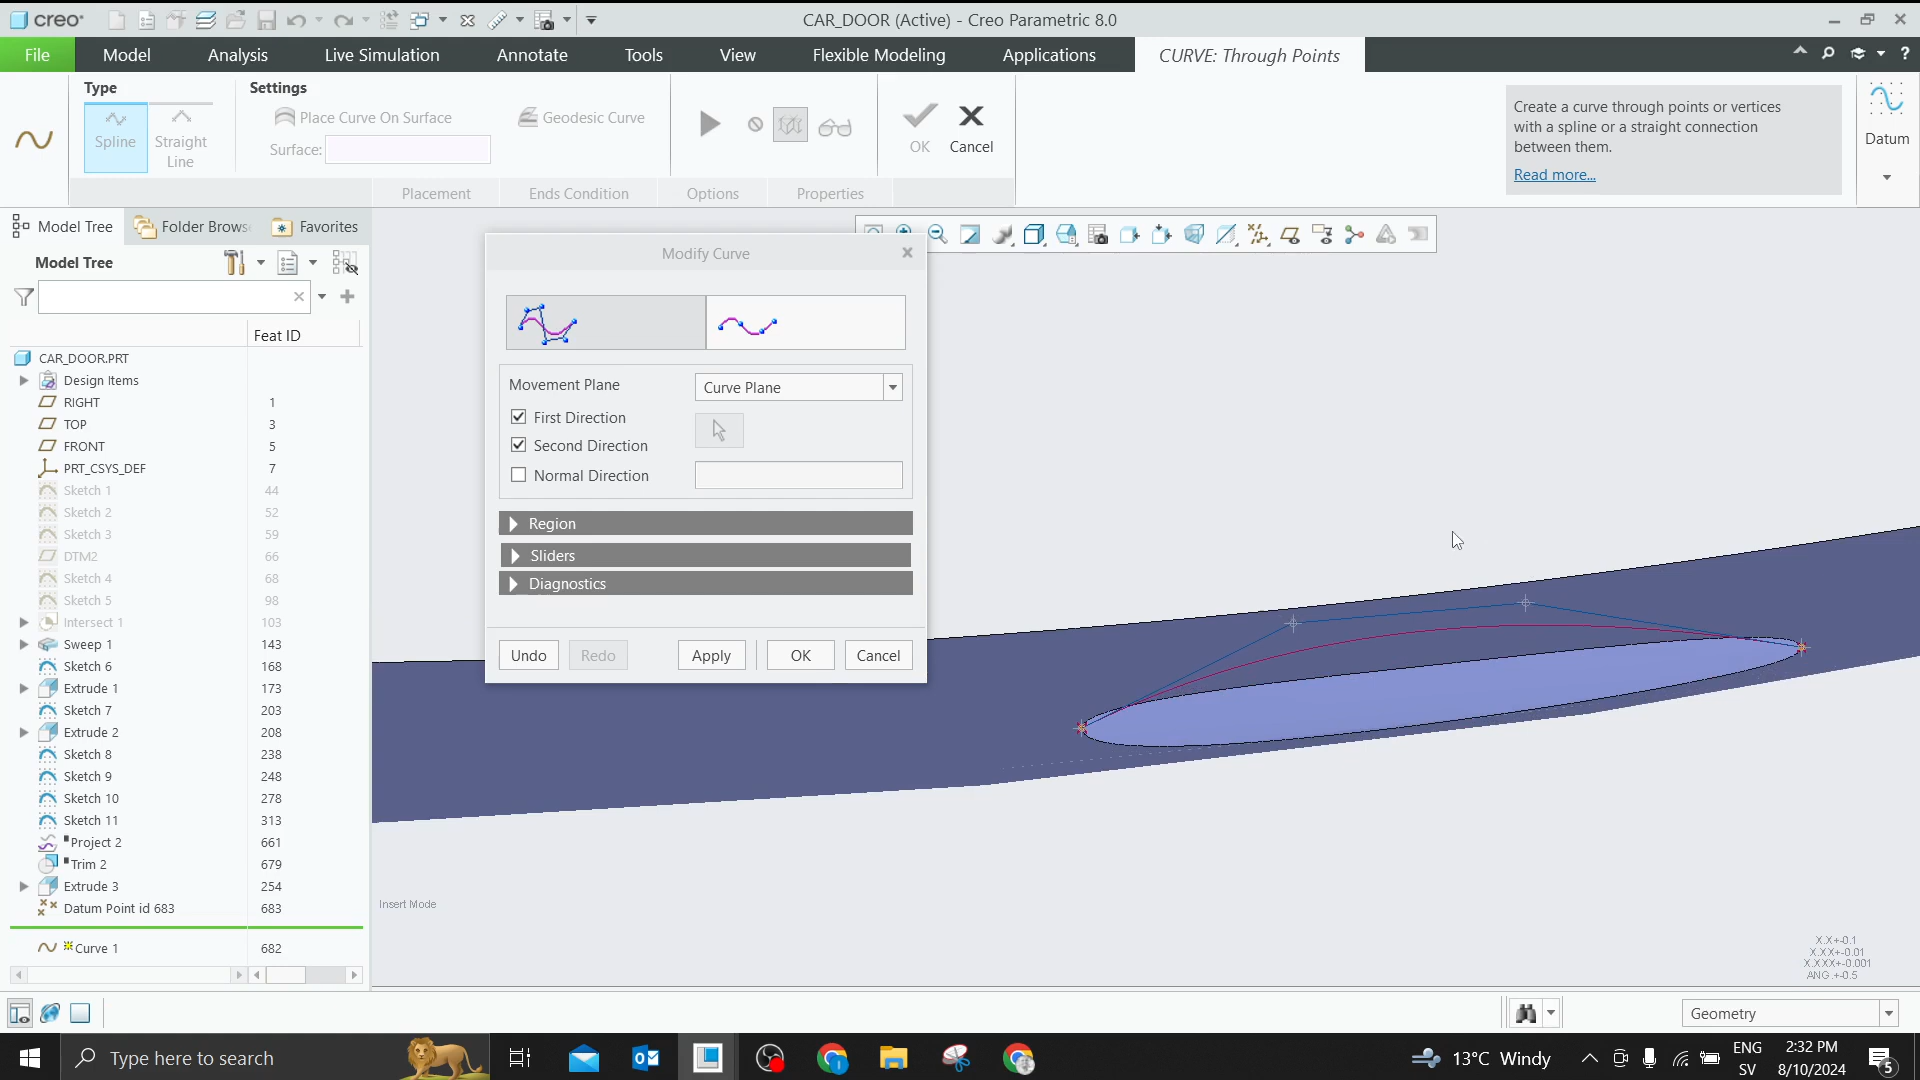 creo
CAR_DOOR (Active) - Creo Parametric 8.0
File
Model
Analysis
Live Simulation
Annotate
Tools
View
Flexible Modeling
Applications
CURVE: Through Points
?
Type
Settings
Spline
Straight
Line
Place Curve On Surface
Geodesic Curve
Surface:
OK
Cancel
Placement
Ends Condition
Options
Properties
Create a curve through points or vertices
with a spline or a straight connection
between them.
Read more...
Datum
Model Tree
Folder Brows
Favorites
Model Tree
Feat ID
CAR_DOOR.PRT
Design Items
RIGHT 1
TOP 3
FRONT 5
PRT_CSYS_DEF 7
Sketch 1 44
Sketch 2 52
Sketch 3 59
DTM2 66
Sketch 4 68
Sketch 5 98
Intersect 1 103
Sweep 1 143
Sketch 6 168
Extrude 1 173
Sketch 7 203
Extrude 2 208
Sketch 8 238
Sketch 9 248
Sketch 10 278
Sketch 11 313
Project 2 661
Trim 2 679
Extrude 3 254
Datum Point id 683 683
Curve 1 682
Modify Curve
Movement Plane
Curve Plane
First Direction
Second Direction
Normal Direction
Region
Sliders
Diagnostics
Undo
Redo
Apply
OK
Cancel
Insert Mode
X.X+-0.1
X.XX+-0.01
X.XXX+-0.001
ANG.+-0.5
Geometry
Type here to search
13°C Windy
ENG
SV
2:32 PM
8/10/2024
5